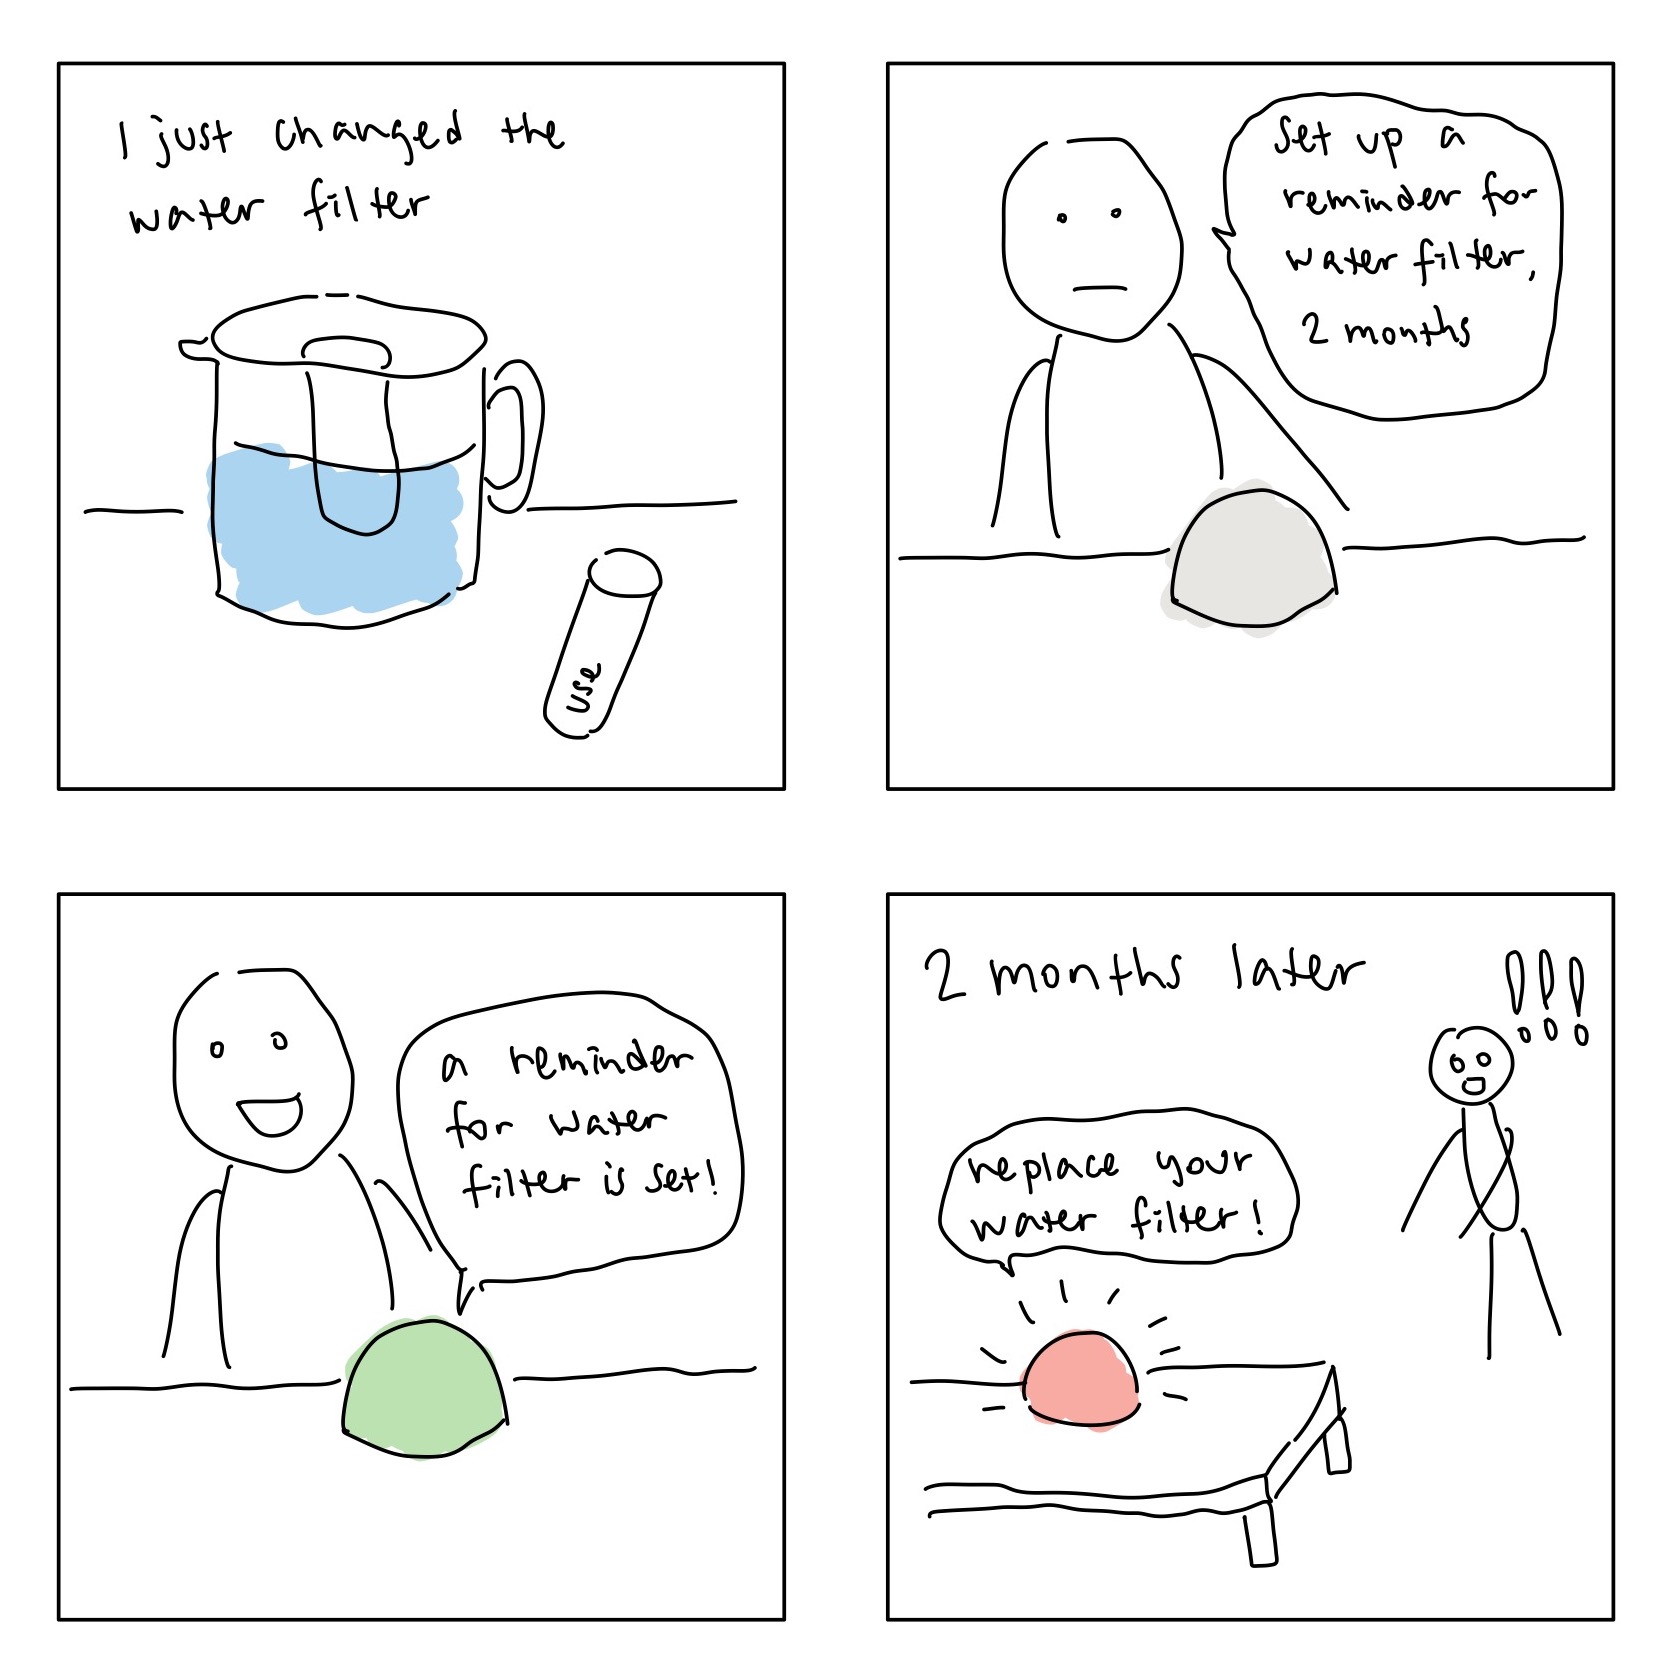 I just changed the
water filter
use
Set up a
reminder for
water filter,
2 months
a reminder
for water
filter is set!
2 months later
!!!
replace your
water filter!